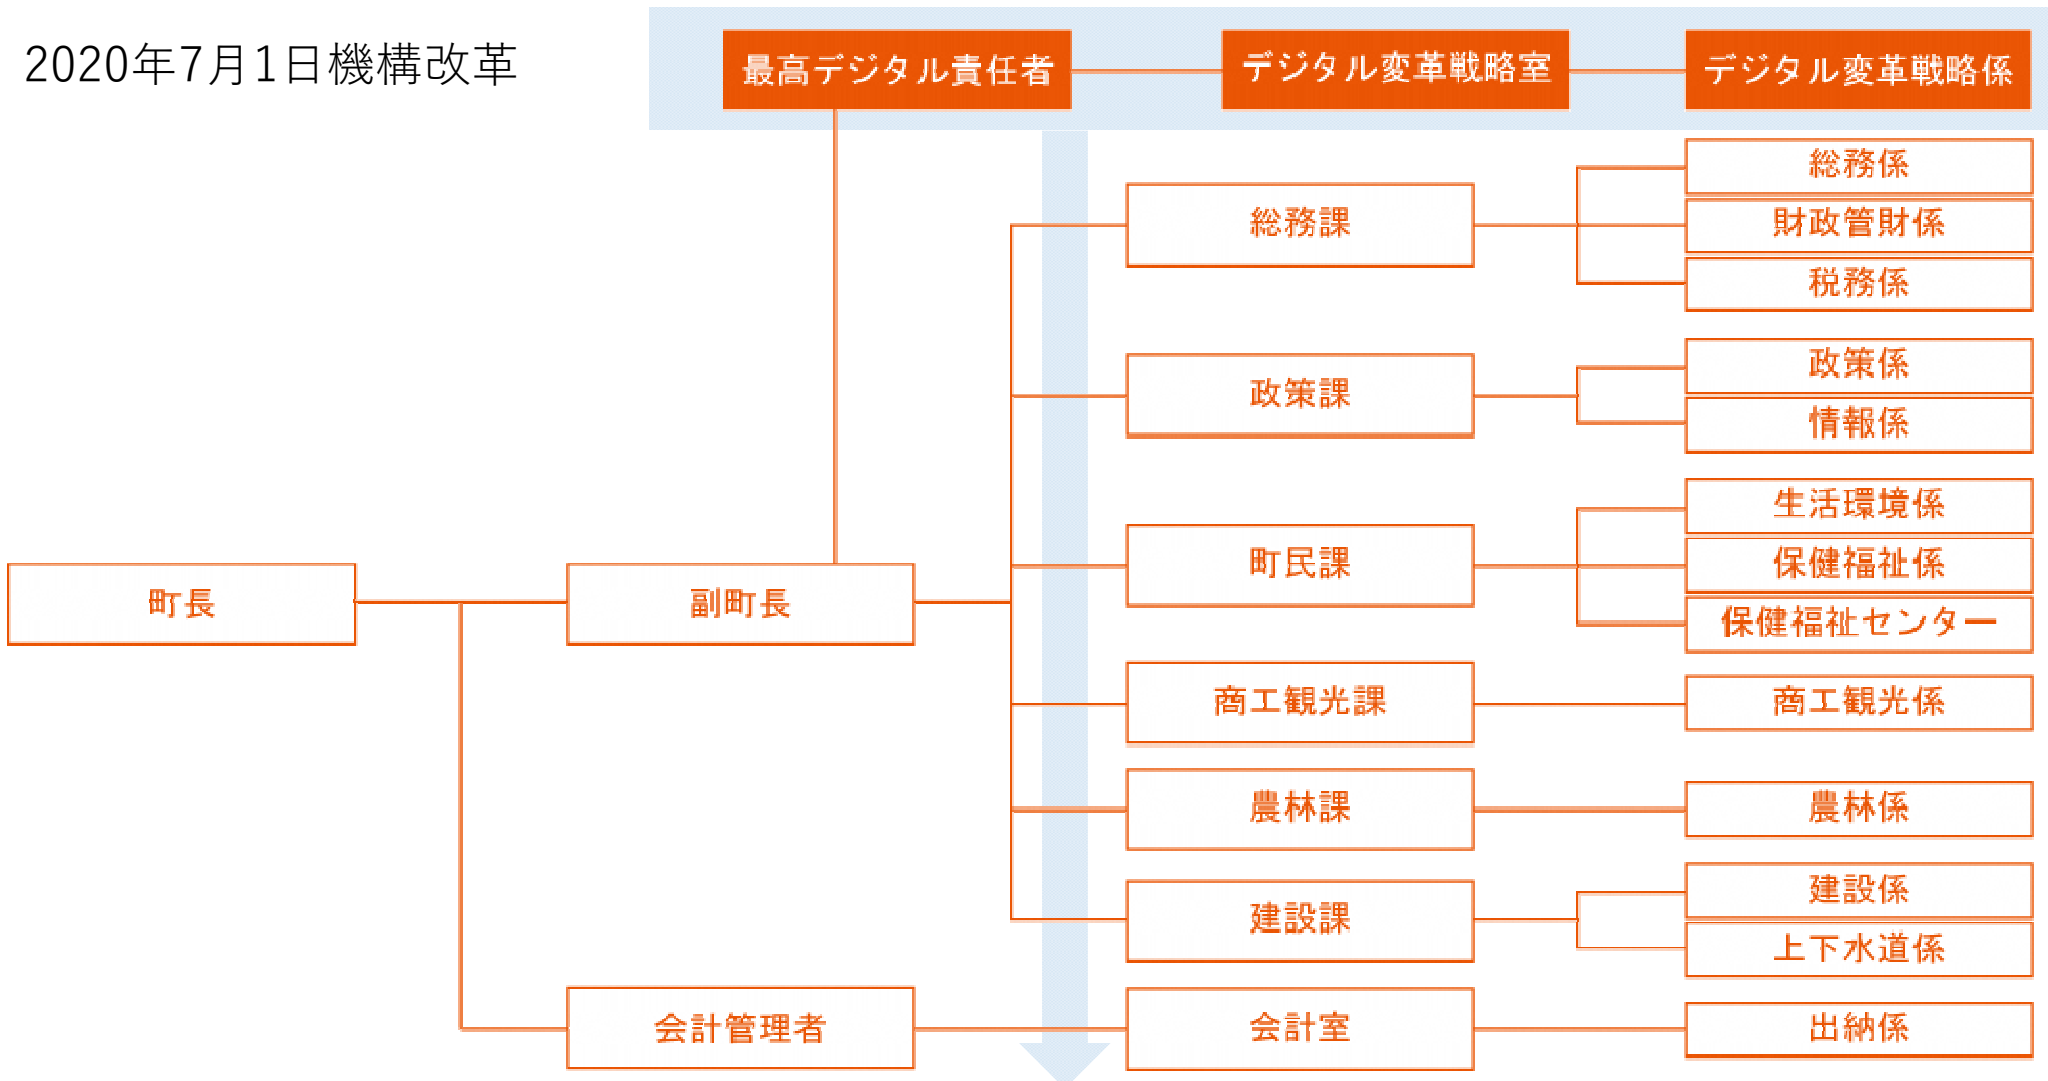 2020年7月1日機構改革
最高デジタル責任者
デジタル変革戦略室
デジタル変革戦略係
総務課
総務係
財政管財係
税務係
政策課
政策係
情報係
町民課
生活環境係
保健福祉係
保健福祉センター
町長
副町長
商工観光課
商工観光係
農林課
農林係
建設課
建設係
上下水道係
会計管理者
会計室
出納係